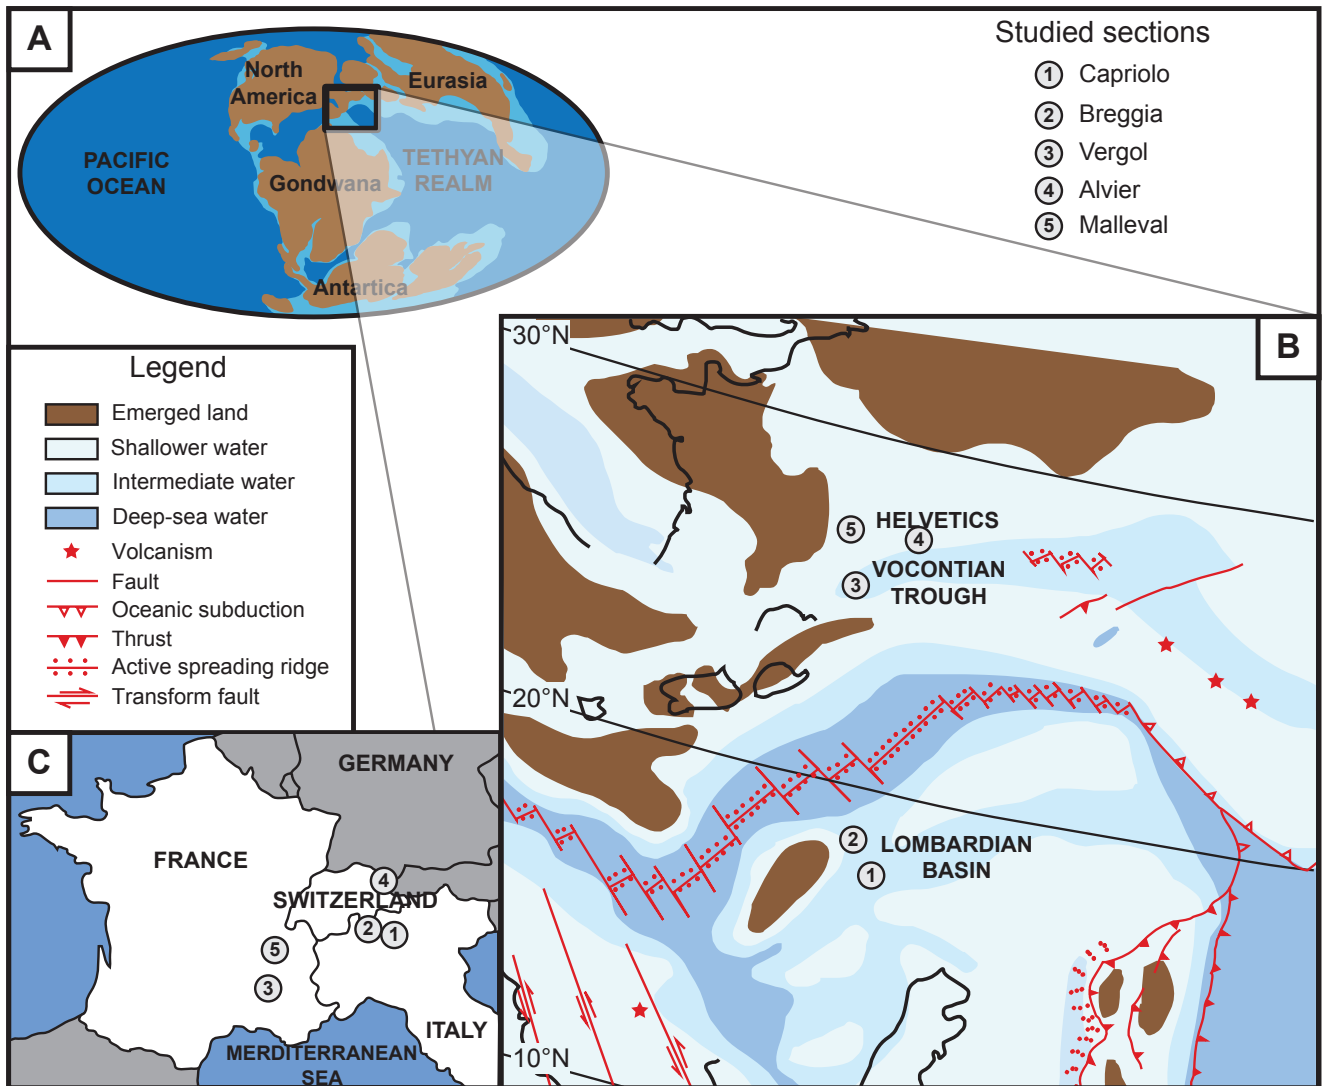 A
North
America
Eurasia
PACIFIC
OCEAN
TETHYAN
REALM
Gondwana
Antartica
Studied sections
1 Capriolo
2 Breggia
3 Vergol
4 Alvier
5 Malleval
Legend
Emerged land
Shallower water
Intermediate water
Deep-sea water
Volcanism
Fault
Oceanic subduction
Thrust
Active spreading ridge
Transform fault
B
30°N
5
HELVETICS
4
3
VOCONTIAN
TROUGH
20°N
2
LOMBARDIAN
BASIN
1
10°N
C
GERMANY
FRANCE
4
SWITZERLAND
2
1
5
3
ITALY
MERDITERRANEAN
SEA